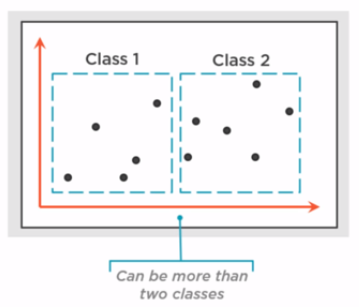 Class 1
Class 2
Can be more than
two classes